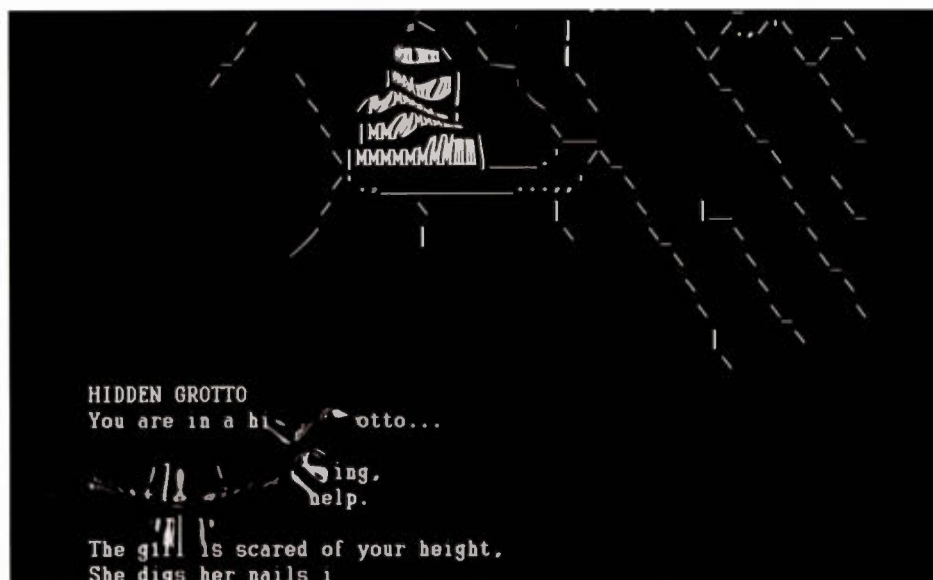 HIDDEN GROTTO
You are in a ... otto...
ing,
help.
The girl is scared of your height,
She digs her nails i